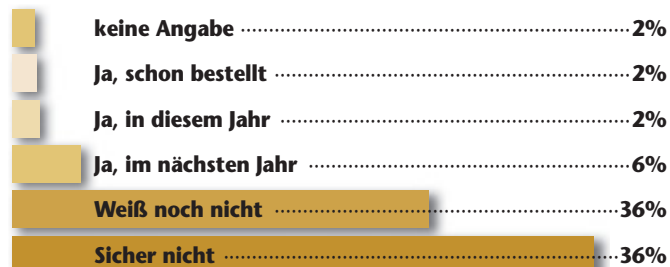 keine Angabe 2%
Ja, schon bestellt 2%
Ja, in diesem Jahr 2%
Ja, im nächsten Jahr 6%
Weiß noch nicht 36%
Sicher nicht 36%